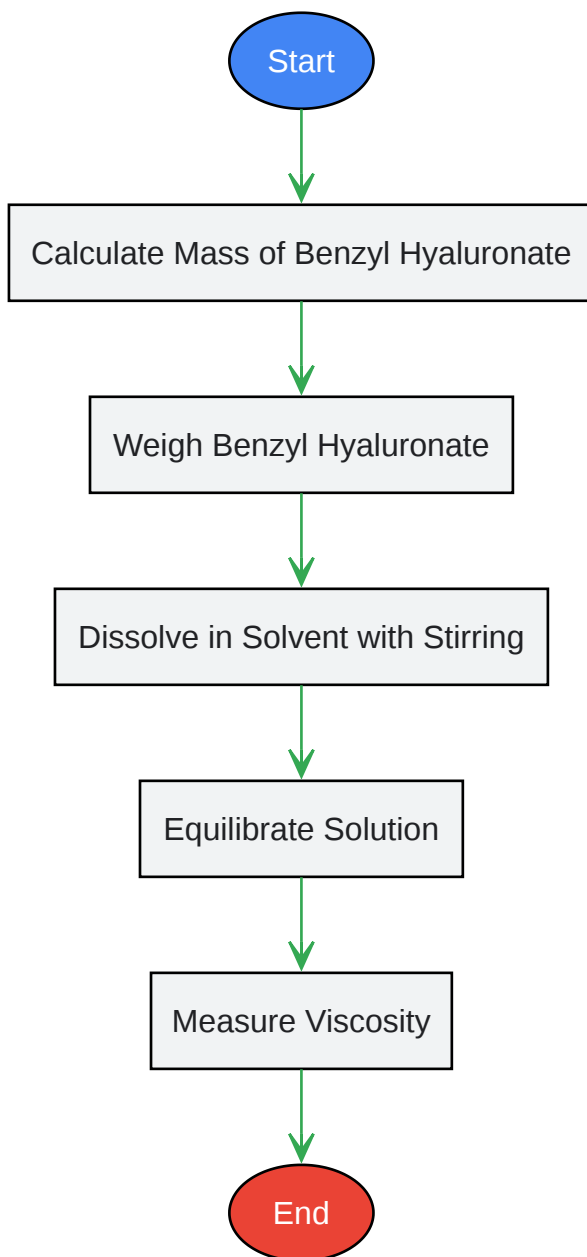 Start
Calculate Mass of Benzyl Hyaluronate
Weigh Benzyl Hyaluronate
Dissolve in Solvent with Stirring
Equilibrate Solution
Measure Viscosity
End